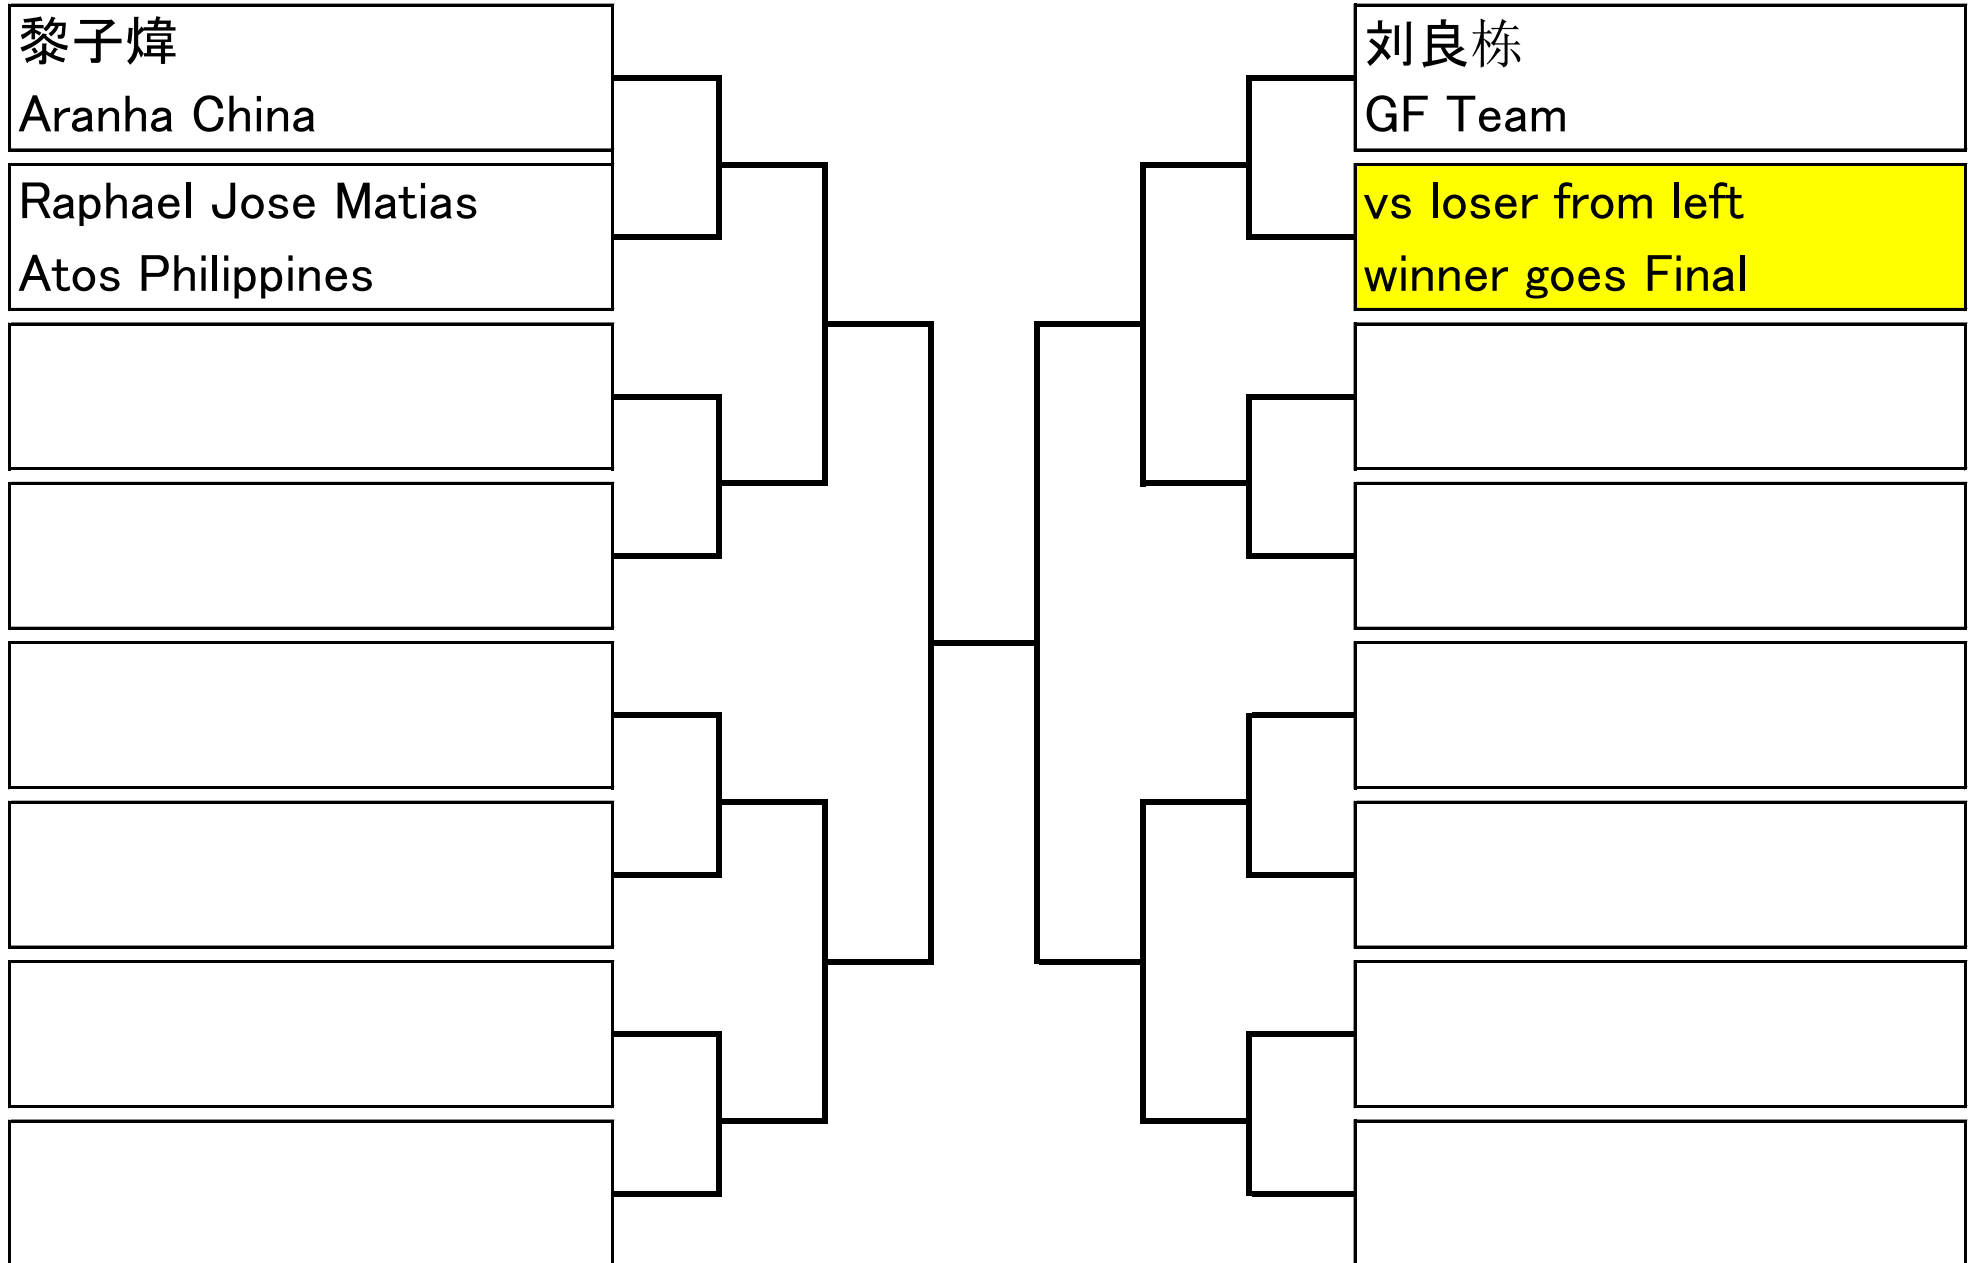 黎子煒
Aranha China
Raphael Jose Matias
Atos Philippines
刘良栋
GF Team
vs loser from left
winner goes Final